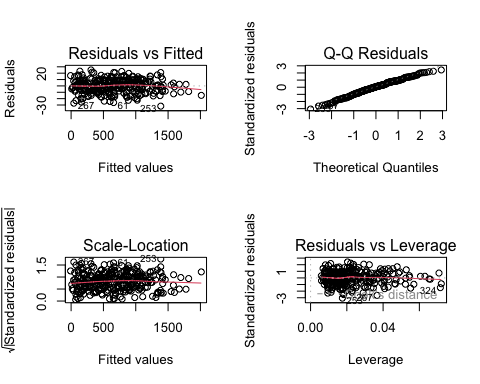 Residuals vs Fitted
Residuals
20
-30
267
61
253
0
500
1500
Fitted values
Q-Q Residuals
Standardized residuals
3
0
-3
-3
-2
-1
0
1
2
3
Theoretical Quantiles
Scale-Location
√|Standardized residuals|
1.5
0.0
61
253
0
500
1500
Fitted values
Residuals vs Leverage
Standardized residuals
1
-3
324
distance
0.00
0.04
Leverage